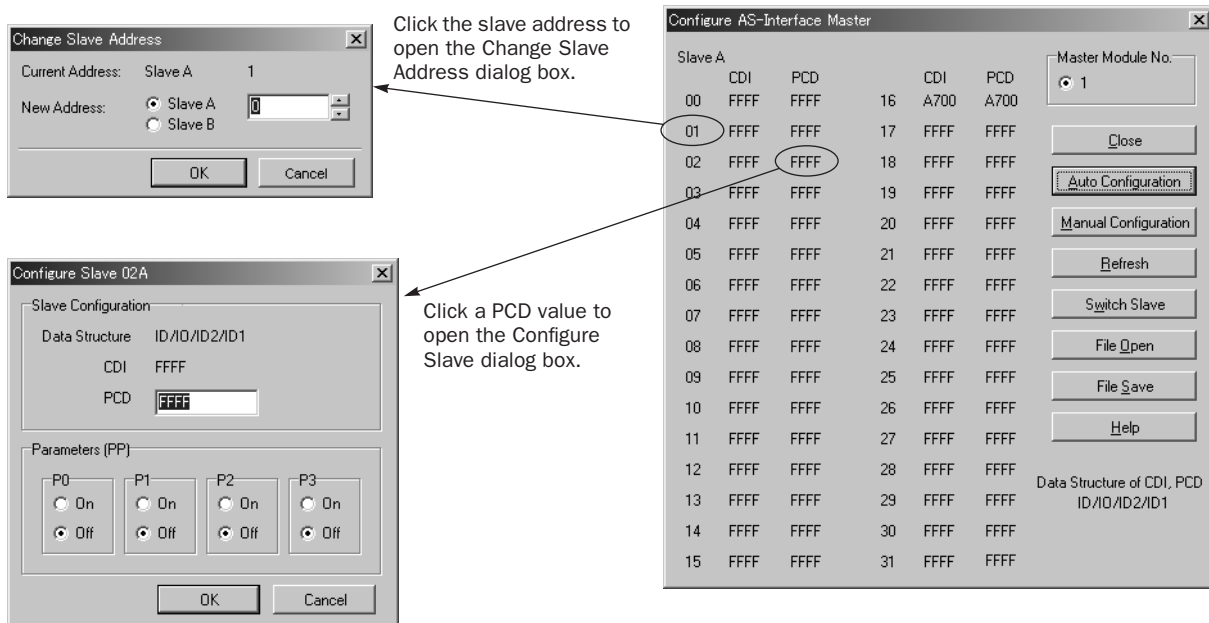 Change Slave Address
Current Address: Slave A 1
New Address: Slave A 0
Slave B
OK Cancel
Click the slave address to
open the Change Slave
Address dialog box.
Configure Slave 02A
Slave Configuration
Data Structure ID/IO/ID2/ID1
CDI FFFF
PCD FFFF
Parameters (PP)
P0 P1 P2 P3
On On On On
Off Off Off Off
OK Cancel
Click a PCD value to
open the Configure
Slave dialog box.
Configure AS-Interface Master
Slave A
CDI PCD CDI PCD
00 FFFF FFFF 16 A700 A700
01 FFFF FFFF 17 FFFF FFFF
02 FFFF FFFF 18 FFFF FFFF
03 FFFF FFFF 19 FFFF FFFF
04 FFFF FFFF 20 FFFF FFFF
05 FFFF FFFF 21 FFFF FFFF
06 FFFF FFFF 22 FFFF FFFF
07 FFFF FFFF 23 FFFF FFFF
08 FFFF FFFF 24 FFFF FFFF
09 FFFF FFFF 25 FFFF FFFF
10 FFFF FFFF 26 FFFF FFFF
11 FFFF FFFF 27 FFFF FFFF
12 FFFF FFFF 28 FFFF FFFF
13 FFFF FFFF 29 FFFF FFFF
14 FFFF FFFF 30 FFFF FFFF
15 FFFF FFFF 31 FFFF FFFF
Master Module No.
1
Close
Auto Configuration
Manual Configuration
Refresh
Switch Slave
File Open
File Save
Help
Data Structure of CDI, PCD
ID/IO/ID2/ID1